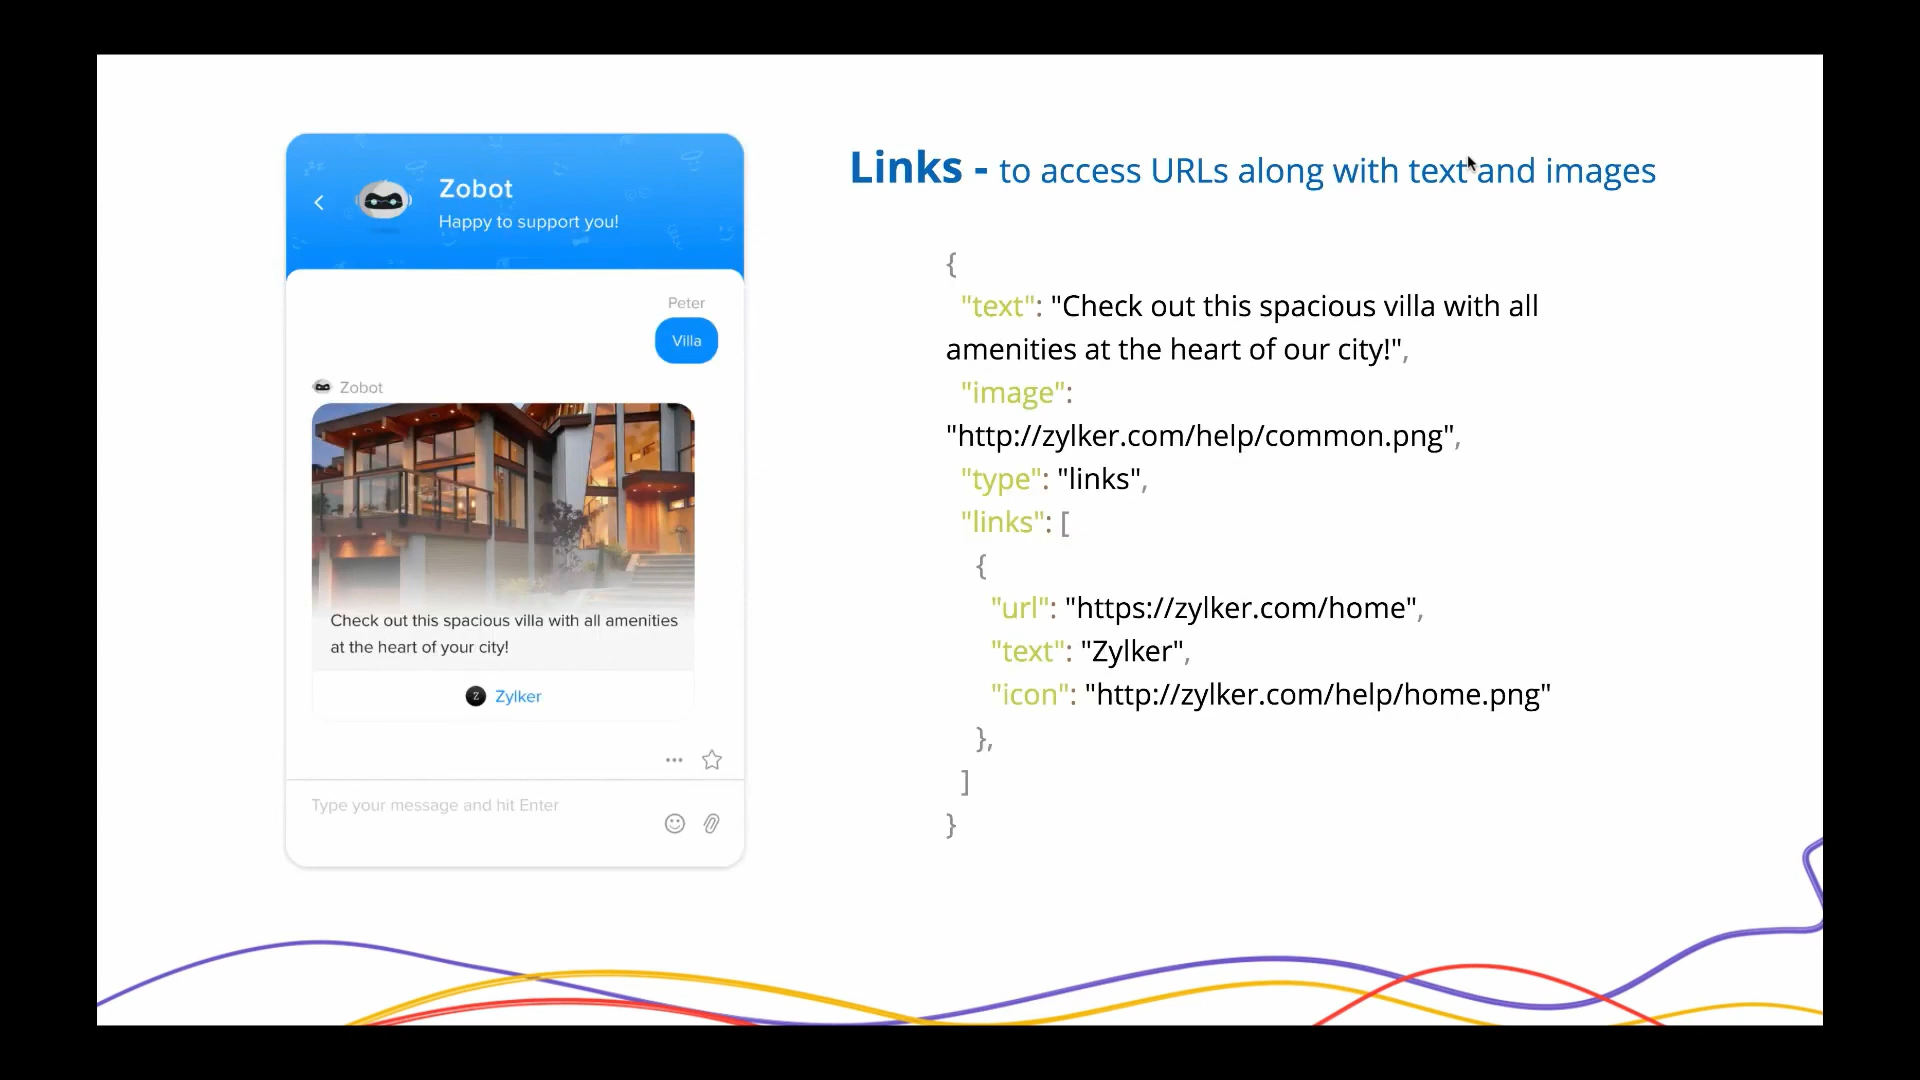 Zobot
Happy to support you!
Peter
Villa
Zobot
Check out this spacious villa with all amenities
at the heart of your city!
Z Zylker
Type your message and hit Enter
Links - to access URLs along with text and images
{
"text": "Check out this spacious villa with all
amenities at the heart of our city!",
"image":
"http://zylker.com/help/common.png",
"type": "links",
"links": [
{
"url": "https://zylker.com/home",
"text": "Zylker",
"icon": "http://zylker.com/help/home.png"
},
]
}